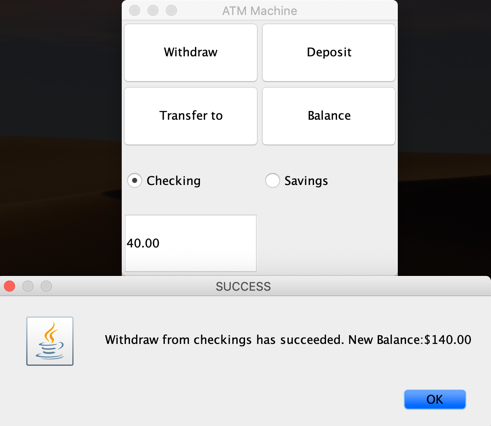 ATM Machine
Withdraw
Deposit
Transfer to
Balance
Checking
Savings
40.00
SUCCESS
Withdraw from checkings has succeeded. New Balance:$140.00
OK